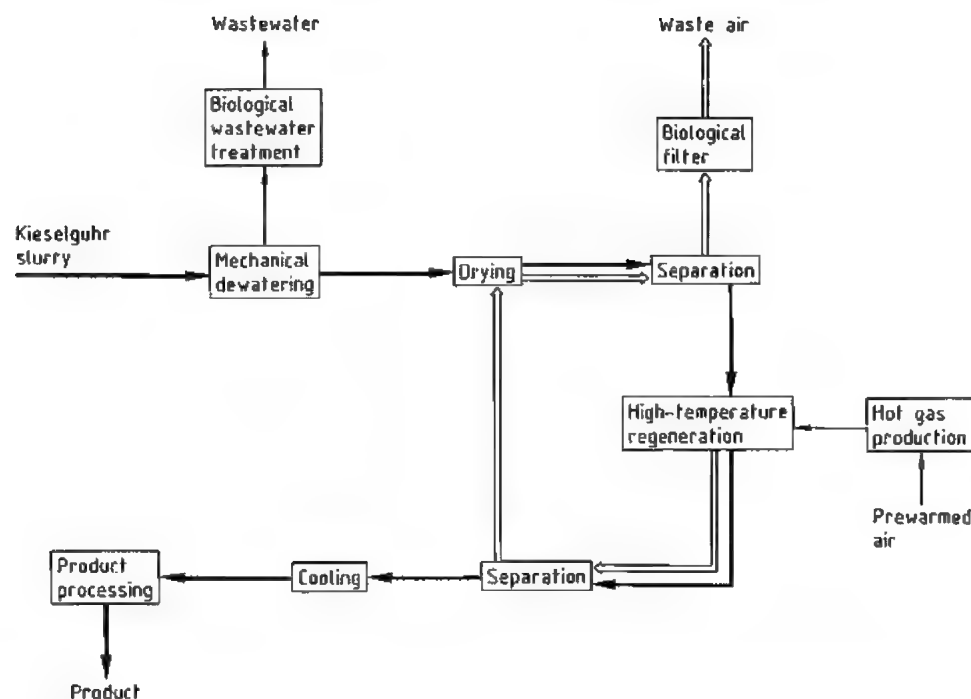 Wastewater
Waste air
Biological
wastewater
treatment
Biological
filter
Kieselguhr
slurry
Mechanical
dewatering
Drying
Separation
High-temperature
regeneration
Hot gas
production
Prewarmed
air
Product
processing
Cooling
Separation
Product